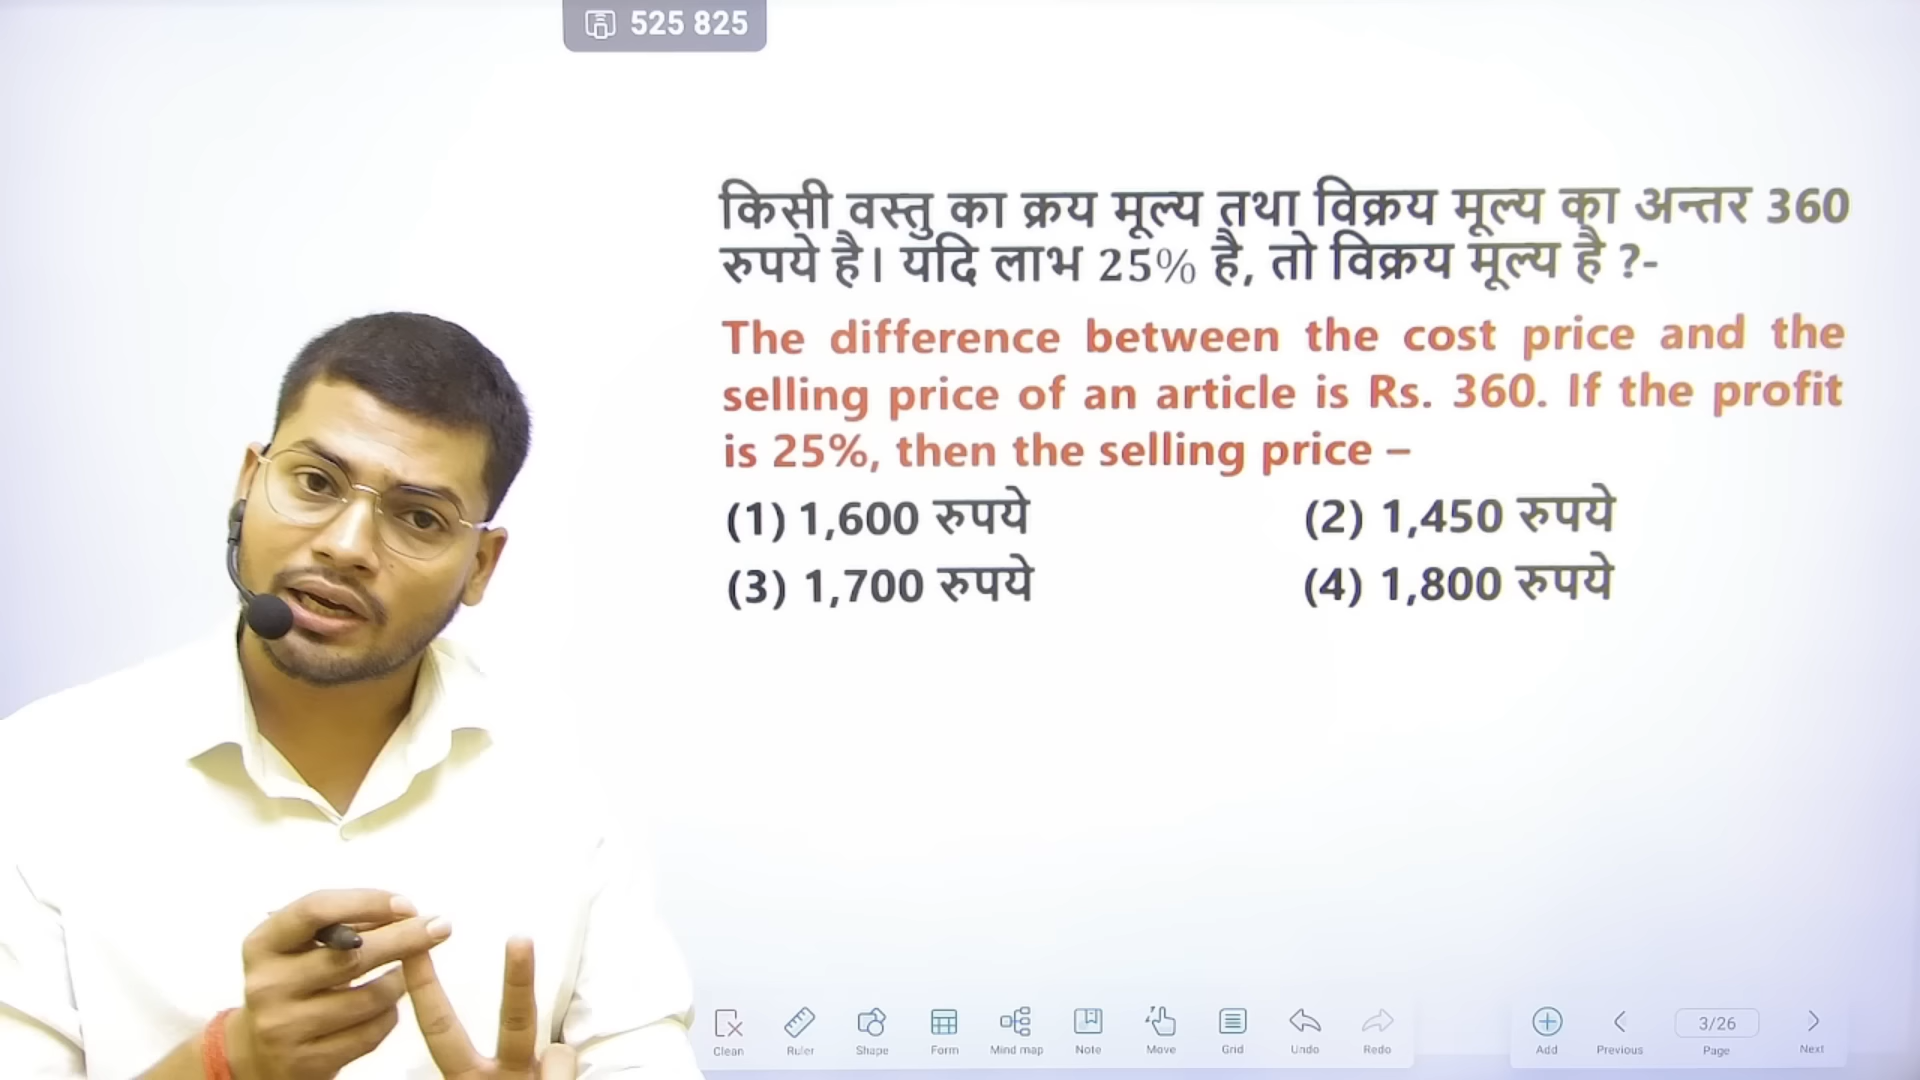 525 825
किसी वस्तु का क्रय मूल्य तथा विक्रय मूल्य का अन्तर 360
रुपये है। यदि लाभ 25% है, तो विक्रय मूल्य है ?-
The difference between the cost price and the
selling price of an article is Rs. 360. If the profit
is 25%, then the selling price –
(1) 1,600 रुपये (2) 1,450 रुपये
(3) 1,700 रुपये (4) 1,800 रुपये
Clean Ruler Shape Form Mind map Note Move Grid Undo Redo Add Previous 3/26 Page Next